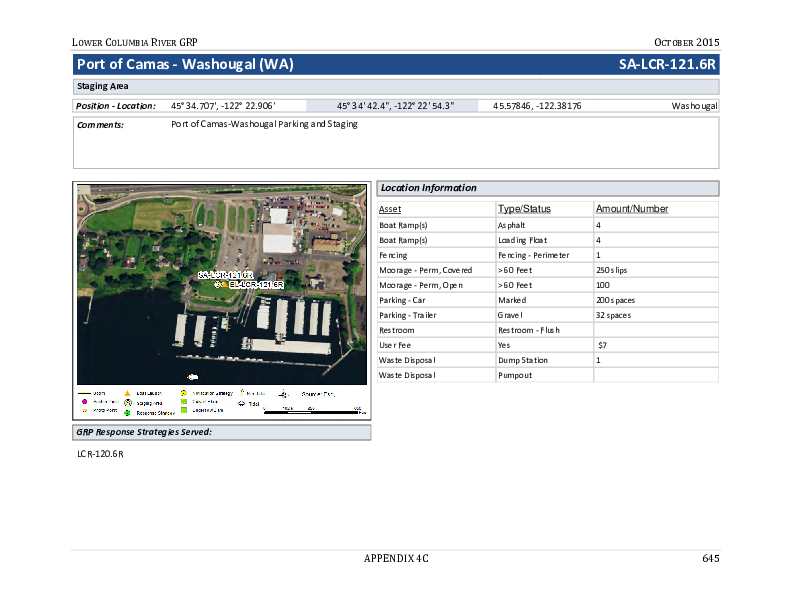 LOWER COLUMBIA RIVER GRP OCTOBER 2015
Port of Camas - Washougal (WA) SA-LCR-121.6R
Staging Area
Position - Location: 45° 34.707', -122° 22.906' 45° 34' 42.4", -122° 22' 54.3" 45.57846, -122.38176 Washougal
Comments: Port of Camas-Washougal Parking and Staging
SA-LCR-121.6R
EL-LCR-121.6R
Staging Area
Response Strategy
Tidal
GRP Response Strategies Served:
LCR-120.6R
Location Information
Asset Type/Status Amount/Number
Boat Ramp(s) Asphalt 4
Boat Ramp(s) Loading Float 4
Fencing Fencing - Perimeter 1
Moorage - Perm, Covered >60 Feet 250 slips
Moorage - Perm, Open >60 Feet 100
Parking - Car Marked 200 spaces
Parking - Trailer Gravel 32 spaces
Restroom Restroom - Flush
User Fee Yes $7
Waste Disposal Dump Station 1
Waste Disposal Pumpout
APPENDIX 4C 645